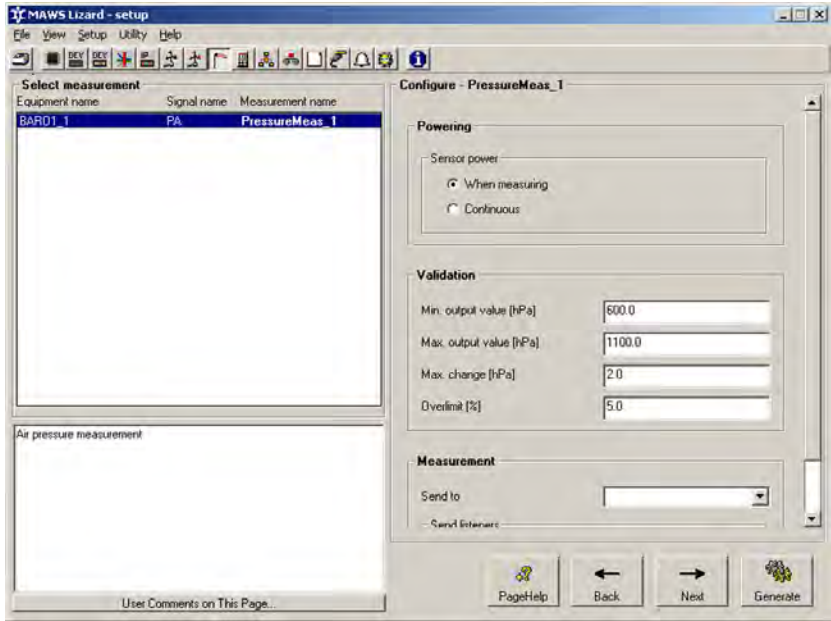 MAWS Lizard - setup
File View Setup Utility Help
DEV DEV
Select measurement
Equipment name Signal name Measurement name
BARO1_1 PA PressureMeas_1
Air pressure measurement
User Comments on This Page...
Configure - PressureMeas_1
Powering
Sensor power
When measuring
Continuous
Validation
Min. output value [hPa] 600.0
Max. output value [hPa] 1100.0
Max. change [hPa] 2.0
Overlimit [%] 5.0
Measurement
Send to
Send listeners
PageHelp Back Next Generate